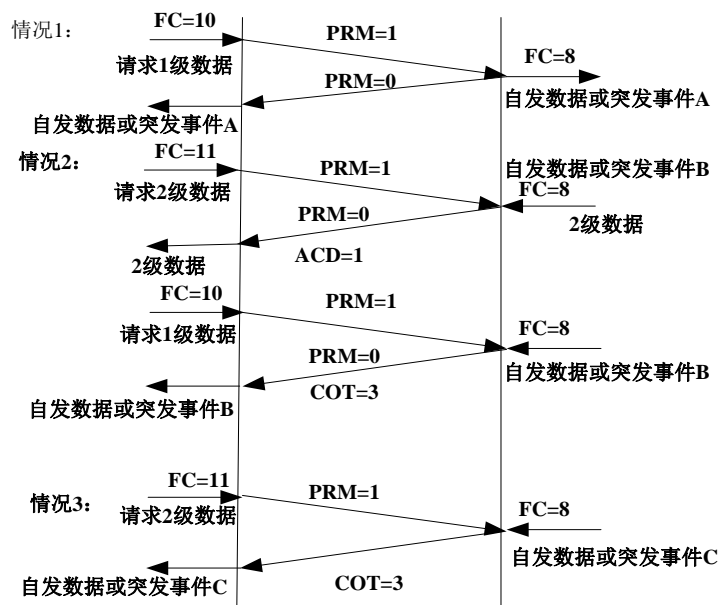 情况1：
FC=10
PRM=1
请求1级数据
FC=8
PRM=0
自发数据或突发事件A
自发数据或突发事件A
情况2：
FC=11
请求2级数据
PRM=1
自发数据或突发事件B
FC=8
PRM=0
2级数据
2级数据
ACD=1
FC=10
PRM=1
请求1级数据
FC=8
PRM=0
自发数据或突发事件B
自发数据或突发事件B
COT=3
情况3：
FC=11
PRM=1
请求2级数据
FC=8
自发数据或突发事件C
自发数据或突发事件C
COT=3